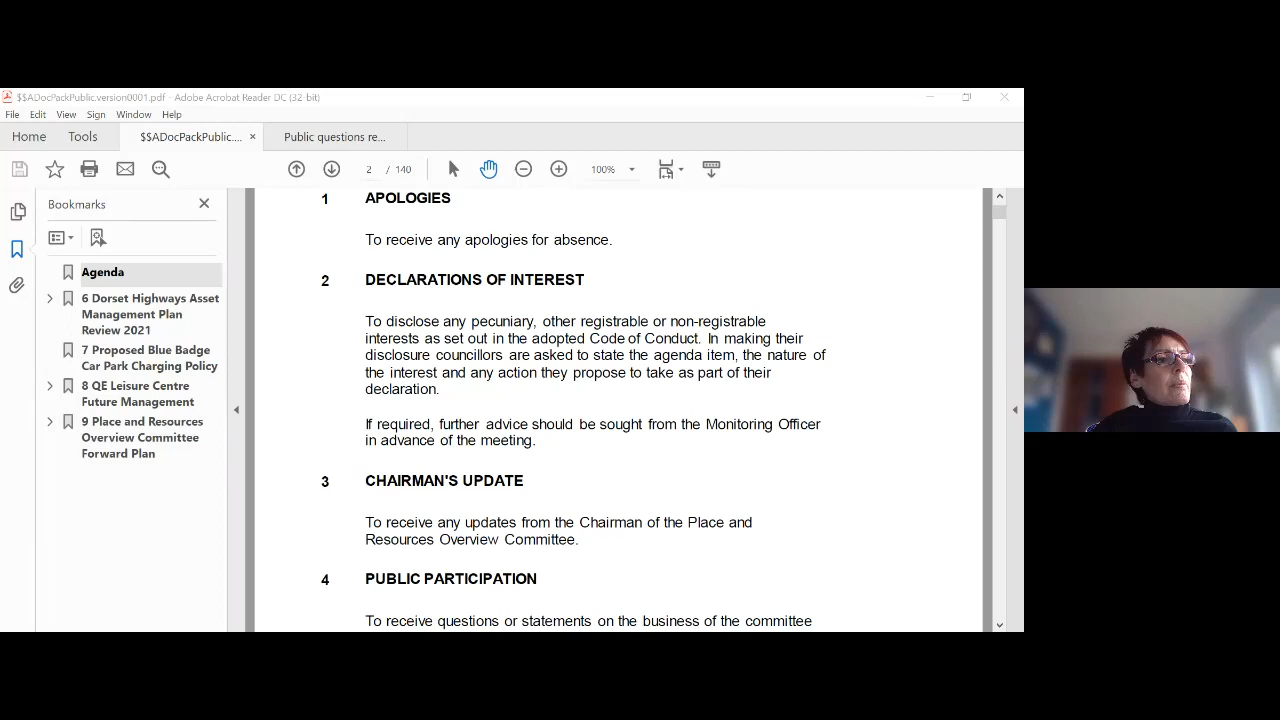 $$ADocPackPublic.version0001.pdf - Adobe Acrobat Reader DC (32-bit)
File Edit View Sign Window Help
Home Tools $$ADocPackPublic.... × Public questions re...
2 / 140 100%
Bookmarks
Agenda
6 Dorset Highways Asset
Management Plan
Review 2021
7 Proposed Blue Badge
Car Park Charging Policy
8 QE Leisure Centre
Future Management
9 Place and Resources
Overview Committee
Forward Plan
1 APOLOGIES
To receive any apologies for absence.
2 DECLARATIONS OF INTEREST
To disclose any pecuniary, other registrable or non-registrable
interests as set out in the adopted Code of Conduct. In making their
disclosure councillors are asked to state the agenda item, the nature of
the interest and any action they propose to take as part of their
declaration.
If required, further advice should be sought from the Monitoring Officer
in advance of the meeting.
3 CHAIRMAN'S UPDATE
To receive any updates from the Chairman of the Place and
Resources Overview Committee.
4 PUBLIC PARTICIPATION
To receive questions or statements on the business of the committee